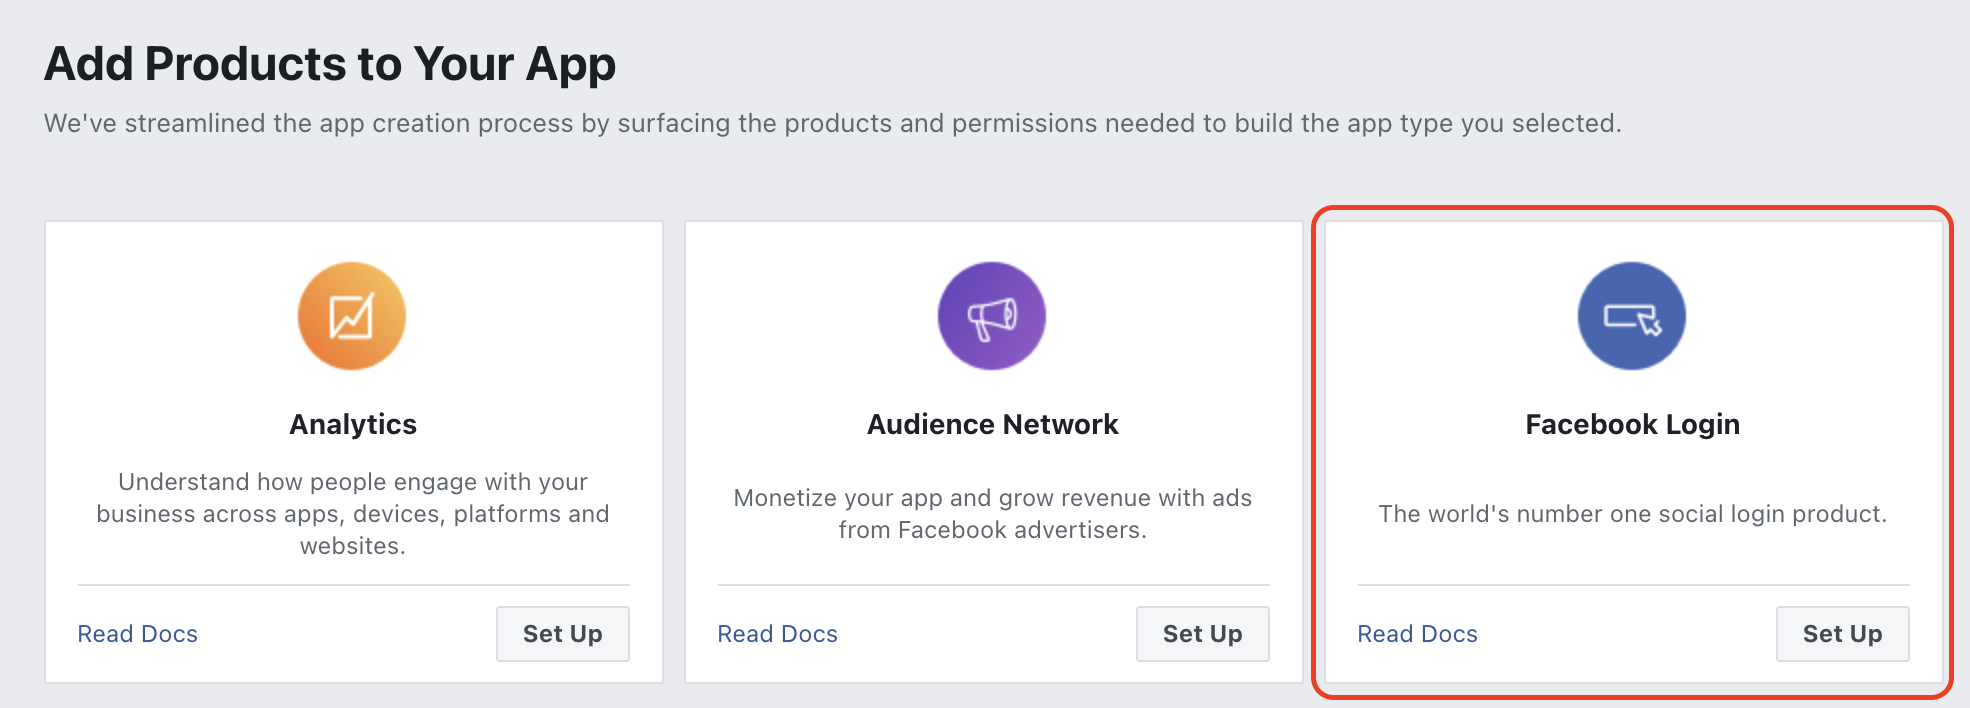 Add Products to Your App
We've streamlined the app creation process by surfacing the products and permissions needed to build the app type you selected.
Analytics
Understand how people engage with your
business across apps, devices, platforms and
websites.
Read Docs
Set Up
Audience Network
Monetize your app and grow revenue with ads
from Facebook advertisers.
Read Docs
Set Up
Facebook Login
The world's number one social login product.
Read Docs
Set Up